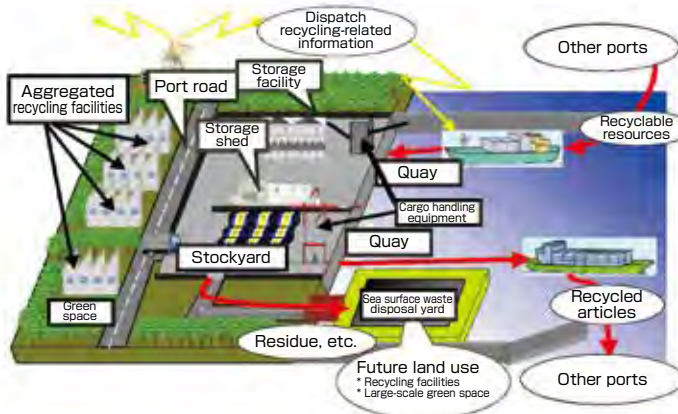 Dispatch
recycling-related
information
Other ports
Storage
facility
Aggregated
recycling facilities
Port road
Recyclable
resources
Storage
shed
Quay
Cargo handing
equipment
Quay
Stockyard
Green
space
Sea surface waste
disposal yard
Recycled
articles
Residue, etc.
Future land use
* Recycling facilities
* Large-scale green space
Other ports